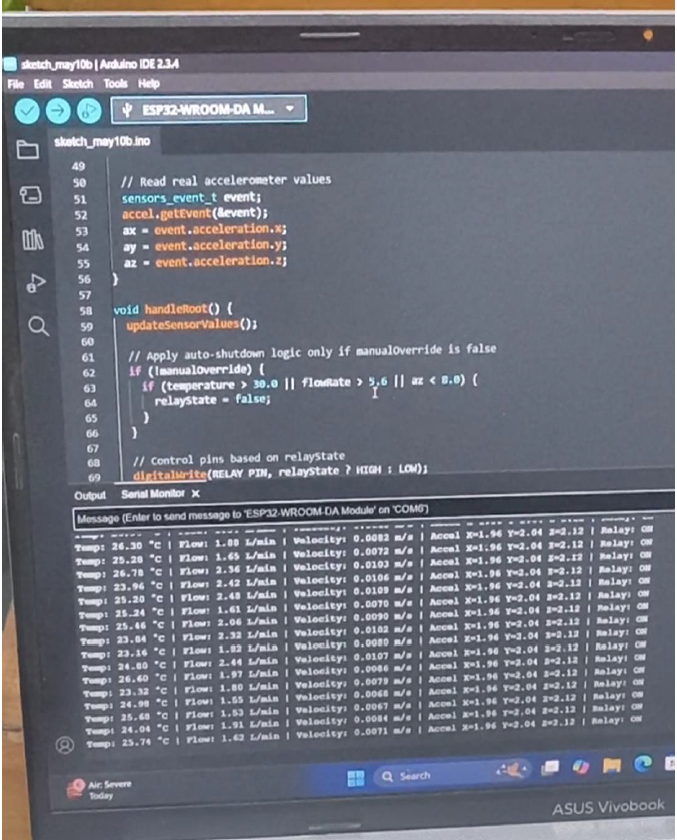 sketch_may10b | Arduino IDE 2.3.4
File Edit Sketch Tools Help
ESP32-WROOM-DA M...
sketch_may10b.ino
49
50 // Read real accelerometer values
51 sensors_event_t event;
52 accel.getEvent(&event);
53 ax = event.acceleration.x;
54 ay = event.acceleration.y;
55 az = event.acceleration.z;
56 }
57
58 void handleRoot() {
59 updateSensorValues();
60
61 // Apply auto-shutdown logic only if manualOverride is false
62 if (!manualOverride) {
63 if (temperature > 30.0 || flowRate > 5.6 || az < 8.0) {
64 relayState = false;
65 }
66 }
67
68 // Control pins based on relayState
69 digitalWrite(RELAY_PIN, relayState ? HIGH : LOW);
Output Serial Monitor X
Message (Enter to send message to 'ESP32-WROOM-DA Module' on 'COM6')
Temp: 26.30 °C | Flow: 1.88 L/min | Velocity: 0.0082 m/s | Accel X=1.96 Y=2.04 Z=2.12 | Relay: ON
Temp: 25.28 °C | Flow: 1.65 L/min | Velocity: 0.0072 m/s | Accel X=1.96 Y=2.04 Z=2.12 | Relay: ON
Temp: 26.78 °C | Flow: 2.36 L/min | Velocity: 0.0103 m/s | Accel X=1.96 Y=2.04 Z=2.12 | Relay: ON
Temp: 23.96 °C | Flow: 2.42 L/min | Velocity: 0.0106 m/s | Accel X=1.96 Y=2.04 Z=2.12 | Relay: ON
Temp: 25.20 °C | Flow: 2.48 L/min | Velocity: 0.0109 m/s | Accel X=1.96 Y=2.04 Z=2.12 | Relay: ON
Temp: 25.24 °C | Flow: 1.61 L/min | Velocity: 0.0070 m/s | Accel X=1.96 Y=2.04 Z=2.12 | Relay: ON
Temp: 25.46 °C | Flow: 2.06 L/min | Velocity: 0.0090 m/s | Accel X=1.96 Y=2.04 Z=2.12 | Relay: ON
Temp: 23.84 °C | Flow: 2.32 L/min | Velocity: 0.0102 m/s | Accel X=1.96 Y=2.04 Z=2.12 | Relay: ON
Temp: 23.16 °C | Flow: 1.82 L/min | Velocity: 0.0080 m/s | Accel X=1.96 Y=2.04 Z=2.12 | Relay: ON
Temp: 24.80 °C | Flow: 2.44 L/min | Velocity: 0.0107 m/s | Accel X=1.96 Y=2.04 Z=2.12 | Relay: ON
Temp: 26.60 °C | Flow: 1.97 L/min | Velocity: 0.0086 m/s | Accel X=1.96 Y=2.04 Z=2.12 | Relay: ON
Temp: 23.32 °C | Flow: 1.80 L/min | Velocity: 0.0079 m/s | Accel X=1.96 Y=2.04 Z=2.12 | Relay: ON
Temp: 24.98 °C | Flow: 1.55 L/min | Velocity: 0.0068 m/s | Accel X=1.96 Y=2.04 Z=2.12 | Relay: ON
Temp: 25.68 °C | Flow: 1.53 L/min | Velocity: 0.0067 m/s | Accel X=1.96 Y=2.04 Z=2.12 | Relay: ON
Temp: 24.04 °C | Flow: 1.91 L/min | Velocity: 0.0084 m/s | Accel X=1.96 Y=2.04 Z=2.12 | Relay: ON
Temp: 25.74 °C | Flow: 1.63 L/min | Velocity: 0.0071 m/s | Accel X=1.96 Y=2.04 Z=2.12 | Relay: ON
Air: Severe
Today
Search
ASUS Vivobook